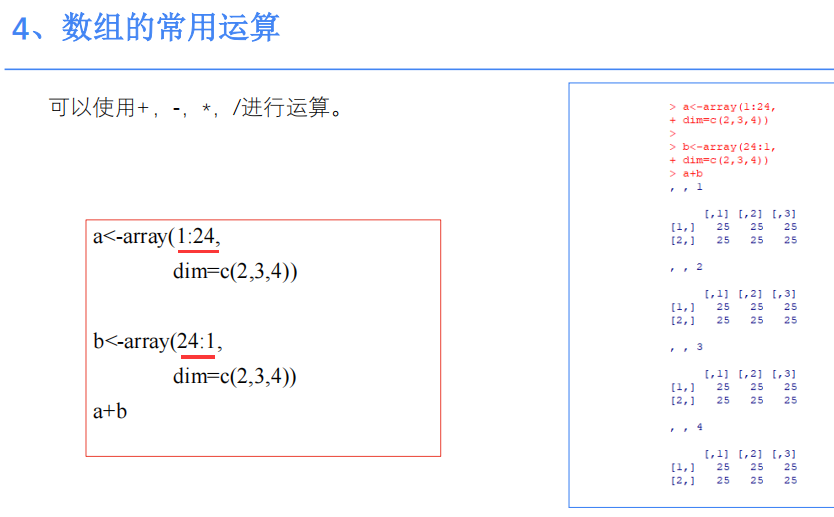 4、数组的常用运算
可以使用+，-，*，/进行运算。
a<-array(1:24,
dim=c(2,3,4))
b<-array(24:1,
dim=c(2,3,4))
a+b
> a<-array(1:24,
+ dim=c(2,3,4))
>
> b<-array(24:1,
+ dim=c(2,3,4))
> a+b
, , 1
[,1] [,2] [,3]
[1,] 25 25 25
[2,] 25 25 25
, , 2
[,1] [,2] [,3]
[1,] 25 25 25
[2,] 25 25 25
, , 3
[,1] [,2] [,3]
[1,] 25 25 25
[2,] 25 25 25
, , 4
[,1] [,2] [,3]
[1,] 25 25 25
[2,] 25 25 25